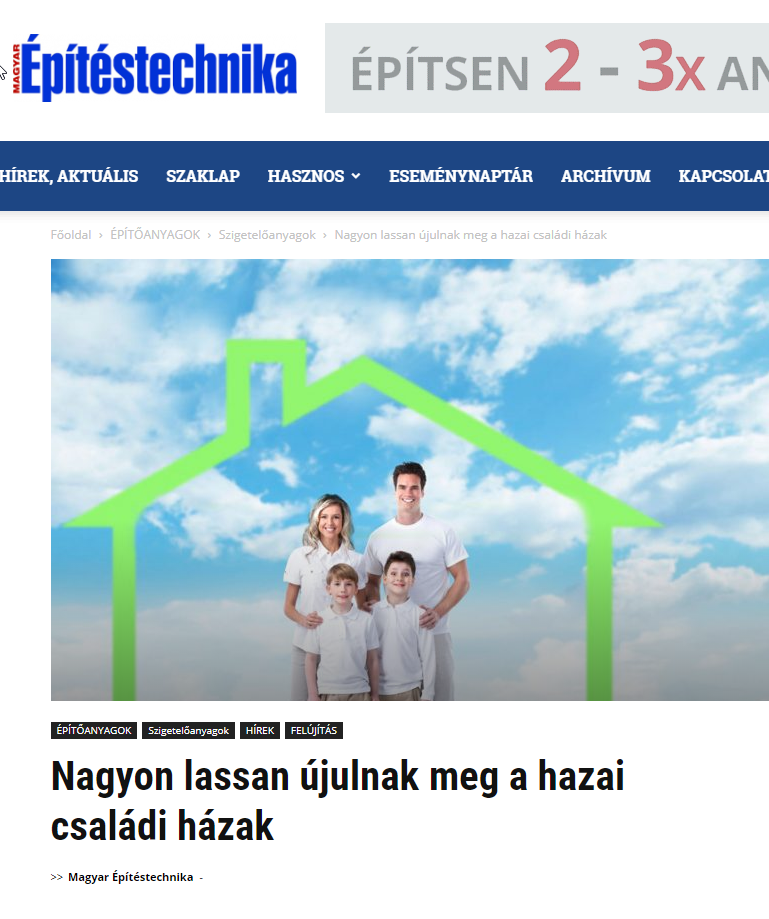 MAGYAR
Építéstechnika
ÉPÍTSEN 2 - 3X AN
HÍREK, AKTUÁLIS SZAKLAP HASZNOS ESEMÉNYNAPTÁR ARCHÍVUM KAPCSOLAT
Főoldal › ÉPÍTŐANYAGOK › Szigetelőanyagok › Nagyon lassan újulnak meg a hazai családi házak
ÉPÍTŐANYAGOK Szigetelőanyagok HÍREK FELÚJÍTÁS
Nagyon lassan újulnak meg a hazai
családi házak
>> Magyar Építéstechnika -